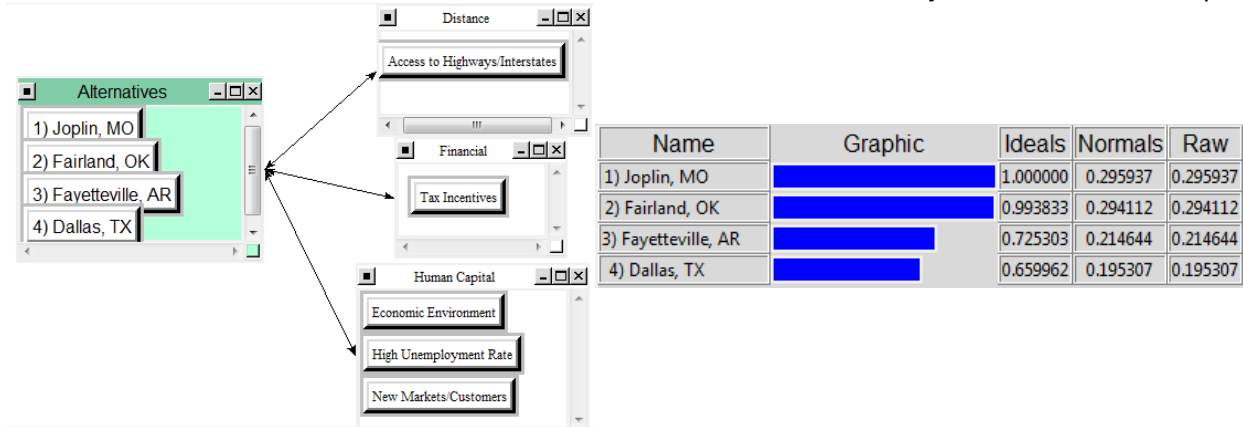 Distance
Access to Highways/Interstates
Alternatives
1) Joplin, MO
2) Fairland, OK
3) Fayetteville, AR
4) Dallas, TX
Financial
Tax Incentives
Human Capital
Economic Environment
High Unemployment Rate
New Markets/Customers
Name Graphic Ideals Normals Raw
1) Joplin, MO 1.000000 0.295937 0.295937
2) Fairland, OK 0.993833 0.294112 0.294112
3) Fayetteville, AR 0.725303 0.214644 0.214644
4) Dallas, TX 0.659962 0.195307 0.195307